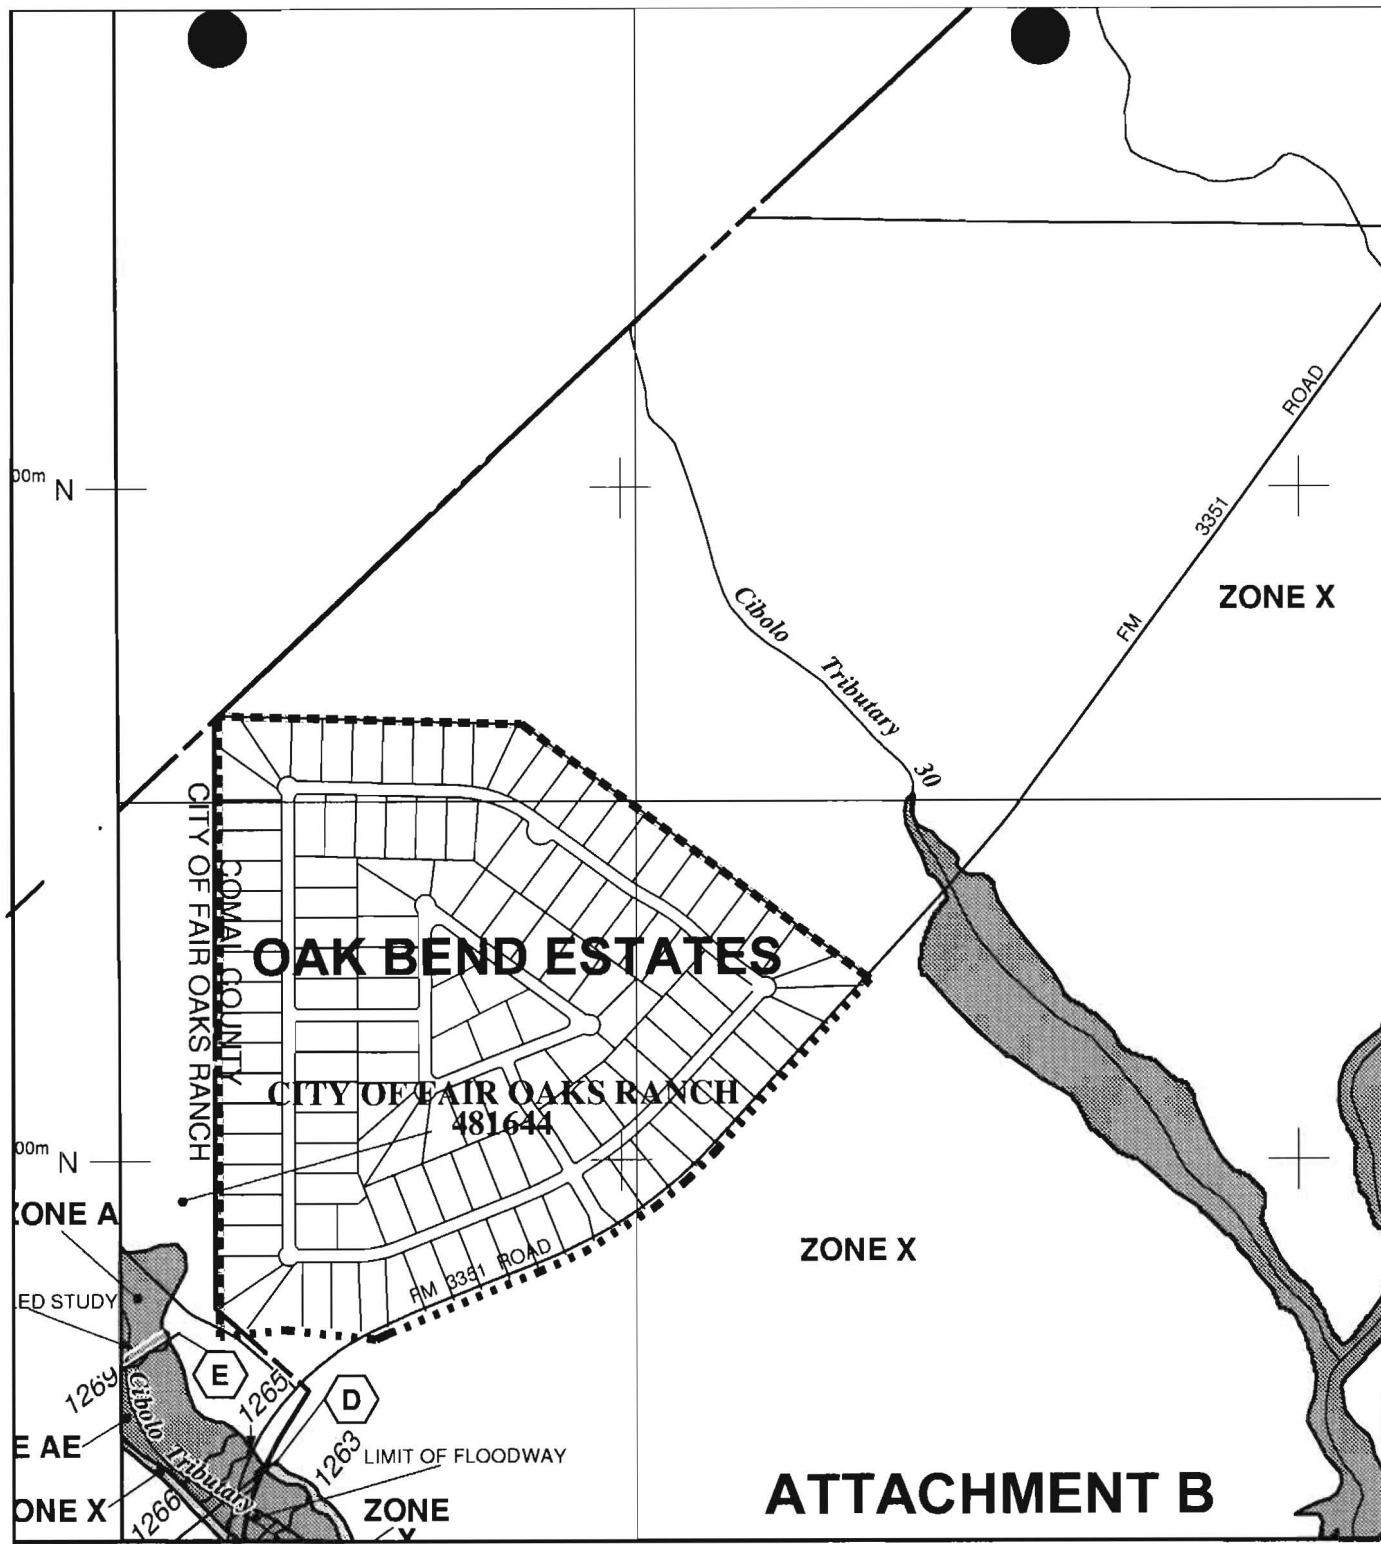 00m N
ROAD
3351
FM
ZONE X
Cibolo
Tributary
30
CITY OF FAIR OAKS RANCH
COMAL COUNTY
OAK BEND ESTATES
CITY OF FAIR OAKS RANCH
481644
00m N
ZONE A
ZONE X
FM 3351 ROAD
LED STUDY
E
1269
1265
D
Cibolo Tributary
E AE
1263
LIMIT OF FLOODWAY
ONE X
1266
ZONE
X
ATTACHMENT B